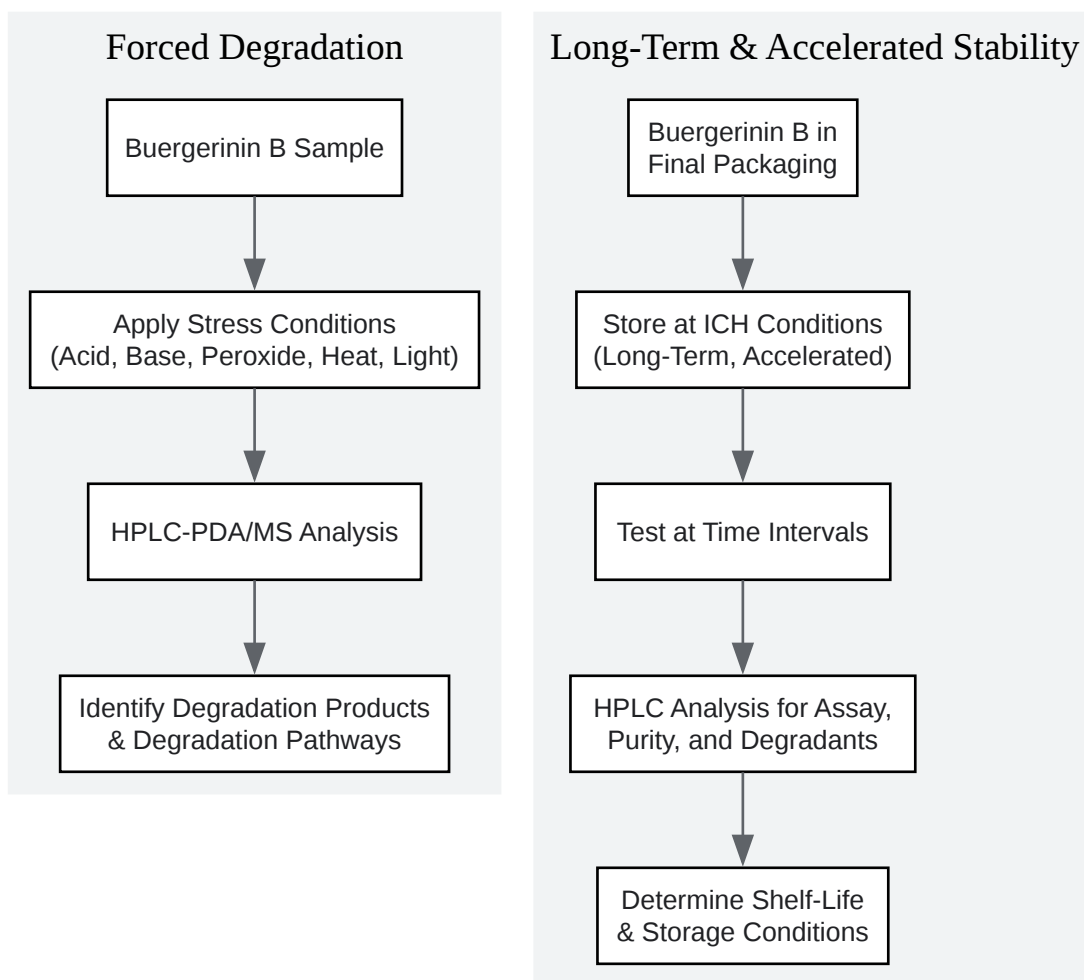 Forced Degradation
Buergerinin B Sample
Apply Stress Conditions
(Acid, Base, Peroxide, Heat, Light)
HPLC-PDA/MS Analysis
Identify Degradation Products
& Degradation Pathways
Long-Term & Accelerated Stability
Buergerinin B in
Final Packaging
Store at ICH Conditions
(Long-Term, Accelerated)
Test at Time Intervals
HPLC Analysis for Assay,
Purity, and Degradants
Determine Shelf-Life
& Storage Conditions